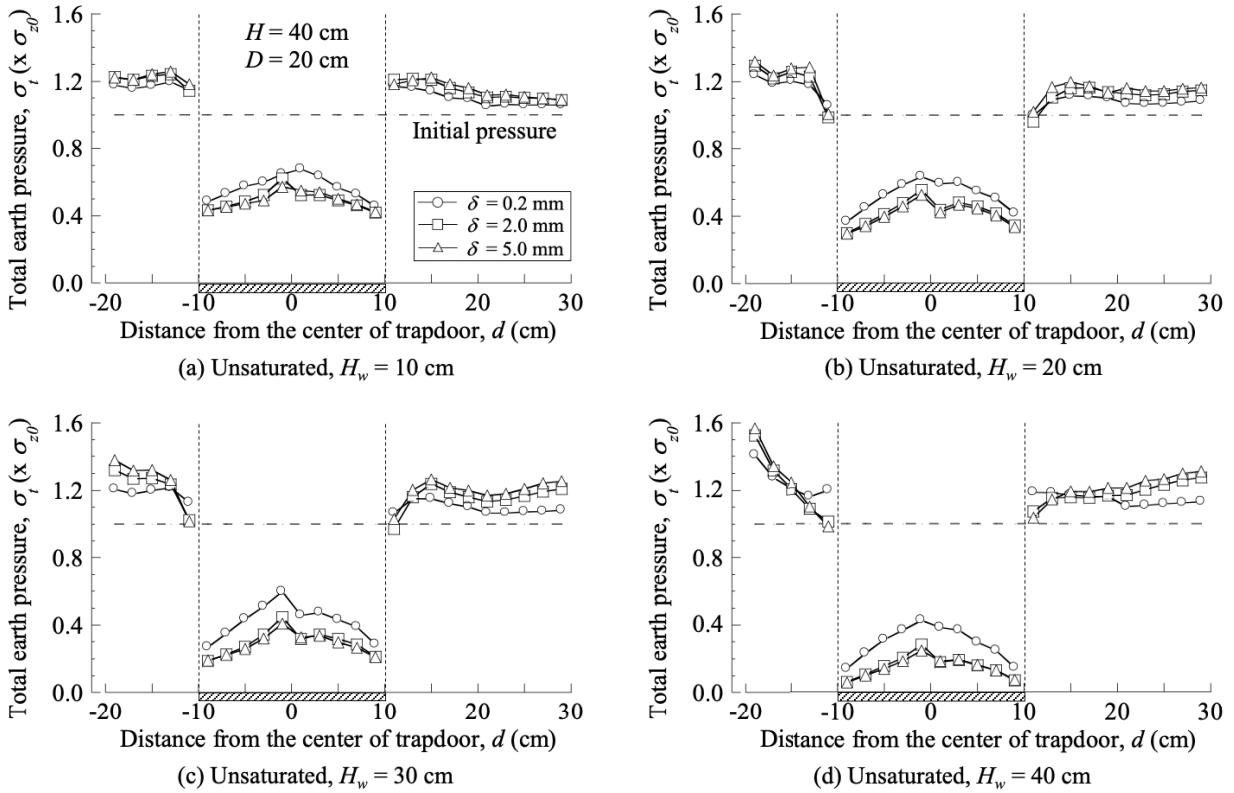 Total earth pressure, σt (x σz0)
1.6
1.2
0.8
0.4
0.0
H = 40 cm
D = 20 cm
Initial pressure
δ = 0.2 mm
δ = 2.0 mm
δ = 5.0 mm
-20 -10 0 10 20 30
Distance from the center of trapdoor, d (cm)
(a) Unsaturated, Hw = 10 cm
Total earth pressure, σt (x σz0)
1.6
1.2
0.8
0.4
0.0
-20 -10 0 10 20 30
Distance from the center of trapdoor, d (cm)
(b) Unsaturated, Hw = 20 cm
Total earth pressure, σt (x σz0)
1.6
1.2
0.8
0.4
0.0
-20 -10 0 10 20 30
Distance from the center of trapdoor, d (cm)
(c) Unsaturated, Hw = 30 cm
Total earth pressure, σt (x σz0)
1.6
1.2
0.8
0.4
0.0
-20 -10 0 10 20 30
Distance from the center of trapdoor, d (cm)
(d) Unsaturated, Hw = 40 cm